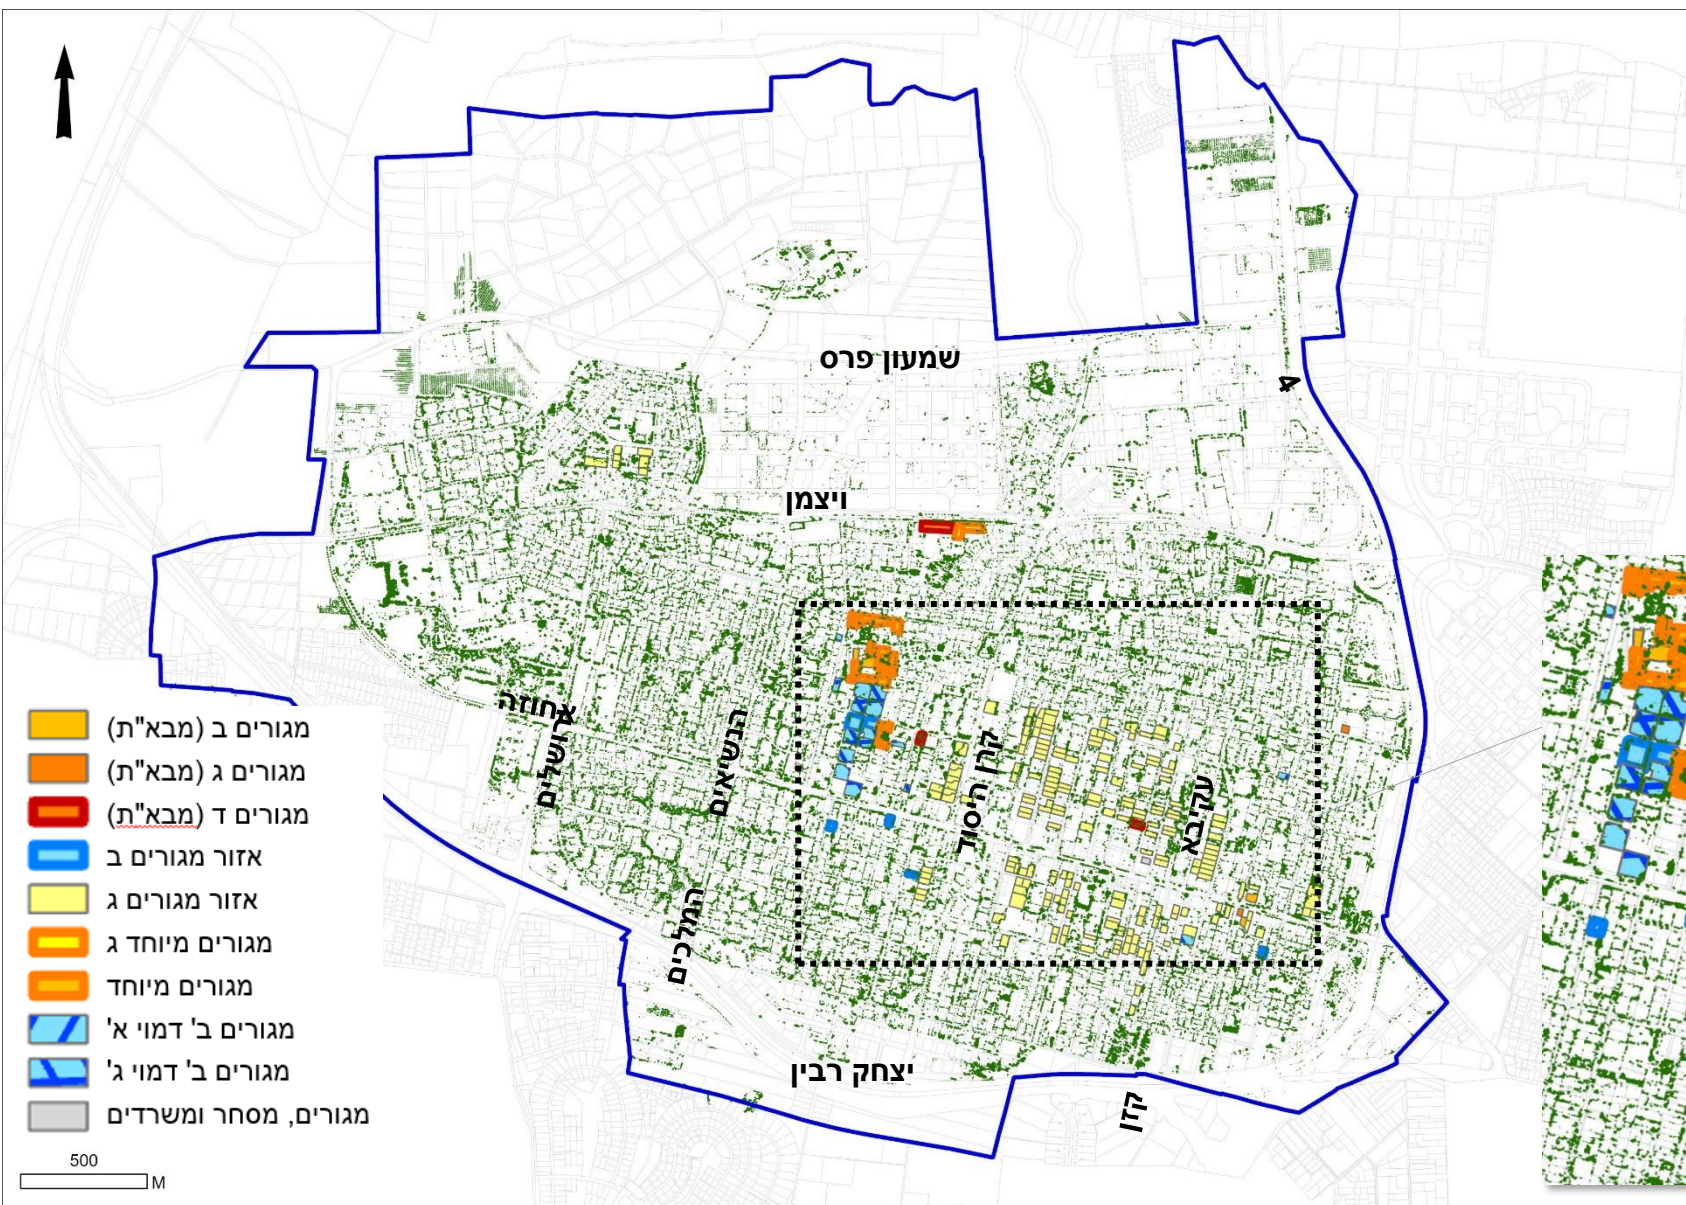 שמעון פרס
4
ויצמן
אחוזה
ירושלים
הנשיאים
קרן היסוד
עקיבא
המלכים
יצחק רבין
קזן
מגורים ב (מבא"ת)
מגורים ג (מבא"ת)
מגורים ד (מבא"ת)
אזור מגורים ב
אזור מגורים ג
מגורים מיוחד ג
מגורים מיוחד
מגורים ב' דמוי א'
מגורים ב' דמוי ג'
מגורים, מסחר ומשרדים
500
M